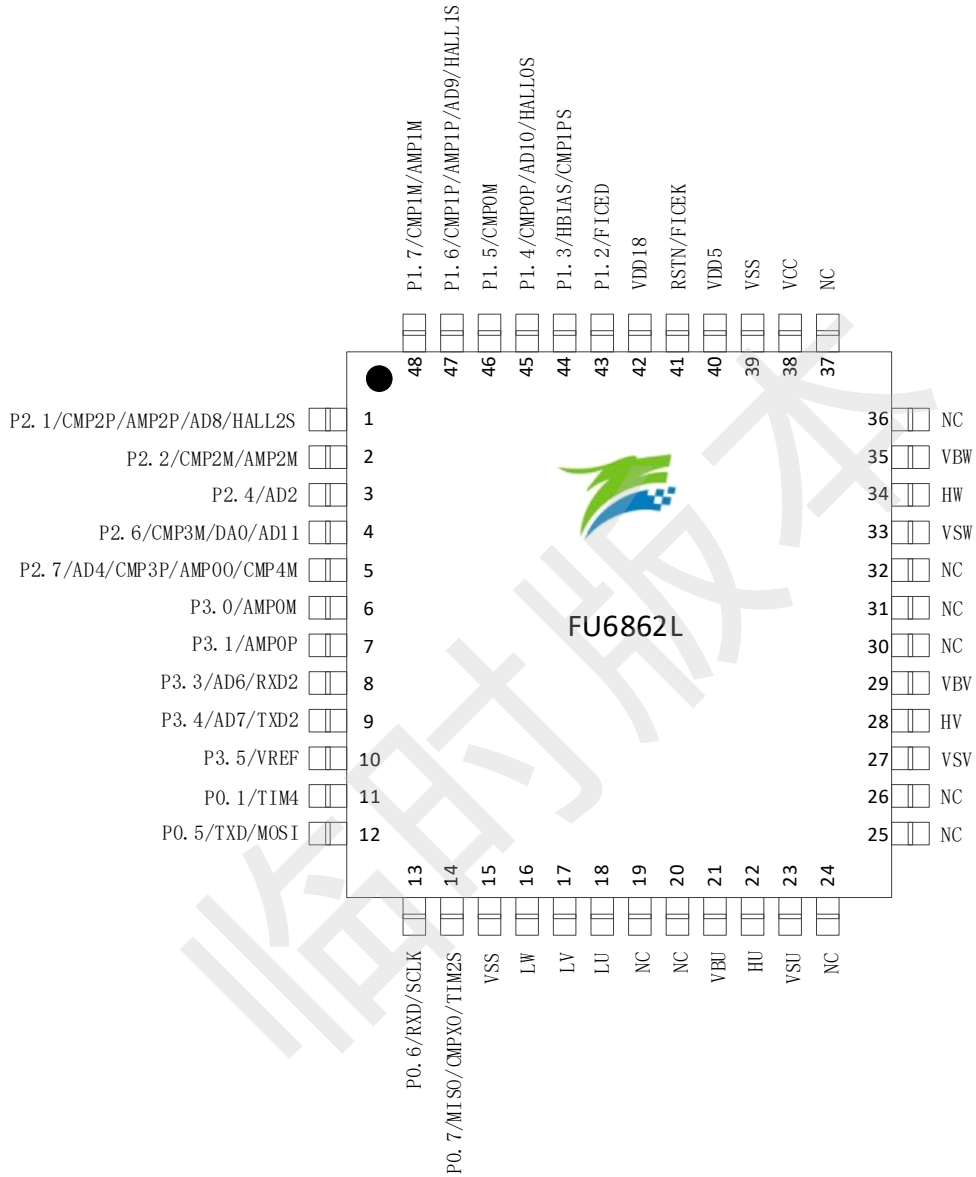 P1.7/CMP1M/AMP1M
P1.6/CMP1P/AMP1P/AD9/HALL1S
P1.5/CMP0M
P1.4/CMP0P/AD10/HALL0S
P1.3/HBIAS/CMP1PS
P1.2/FICED
VDD18
RSTN/FICEK
VDD5
VSS
VCC
NC
48
47
46
45
44
43
42
41
40
39
38
37
P2.1/CMP2P/AMP2P/AD8/HALL2S 1
P2.2/CMP2M/AMP2M 2
P2.4/AD2 3
P2.6/CMP3M/DA0/AD11 4
P2.7/AD4/CMP3P/AMP0O/CMP4M 5
P3.0/AMP0M 6
P3.1/AMP0P 7
P3.3/AD6/RXD2 8
P3.4/AD7/TXD2 9
P3.5/VREF 10
P0.1/TIM4 11
P0.5/TXD/MOSI 12
FU6862L
36 NC
35 VBW
34 HW
33 VSW
32 NC
31 NC
30 NC
29 VBV
28 HV
27 VSV
26 NC
25 NC
13
14
15
16
17
18
19
20
21
22
23
24
P0.6/RXD/SCLK
P0.7/MISO/CMPXO/TIM2S
VSS
LW
LV
LU
NC
NC
VBU
HU
VSU
NC
临时版本